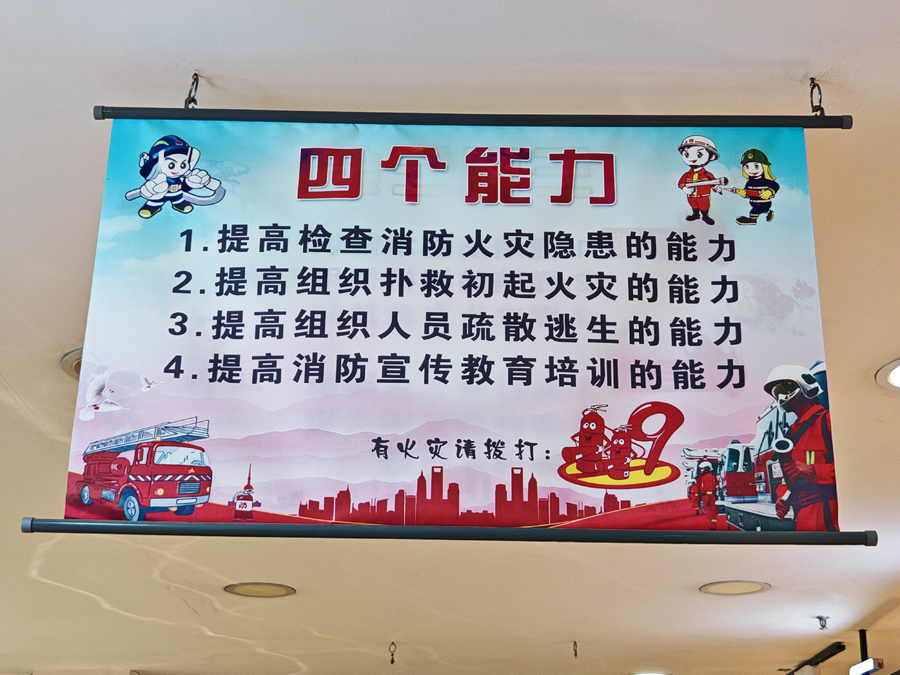 四个能力
1.提高检查消防火灾隐患的能力
2.提高组织扑救初起火灾的能力
3.提高组织人员疏散逃生的能力
4.提高消防宣传教育培训的能力
有火灾请拨打：119